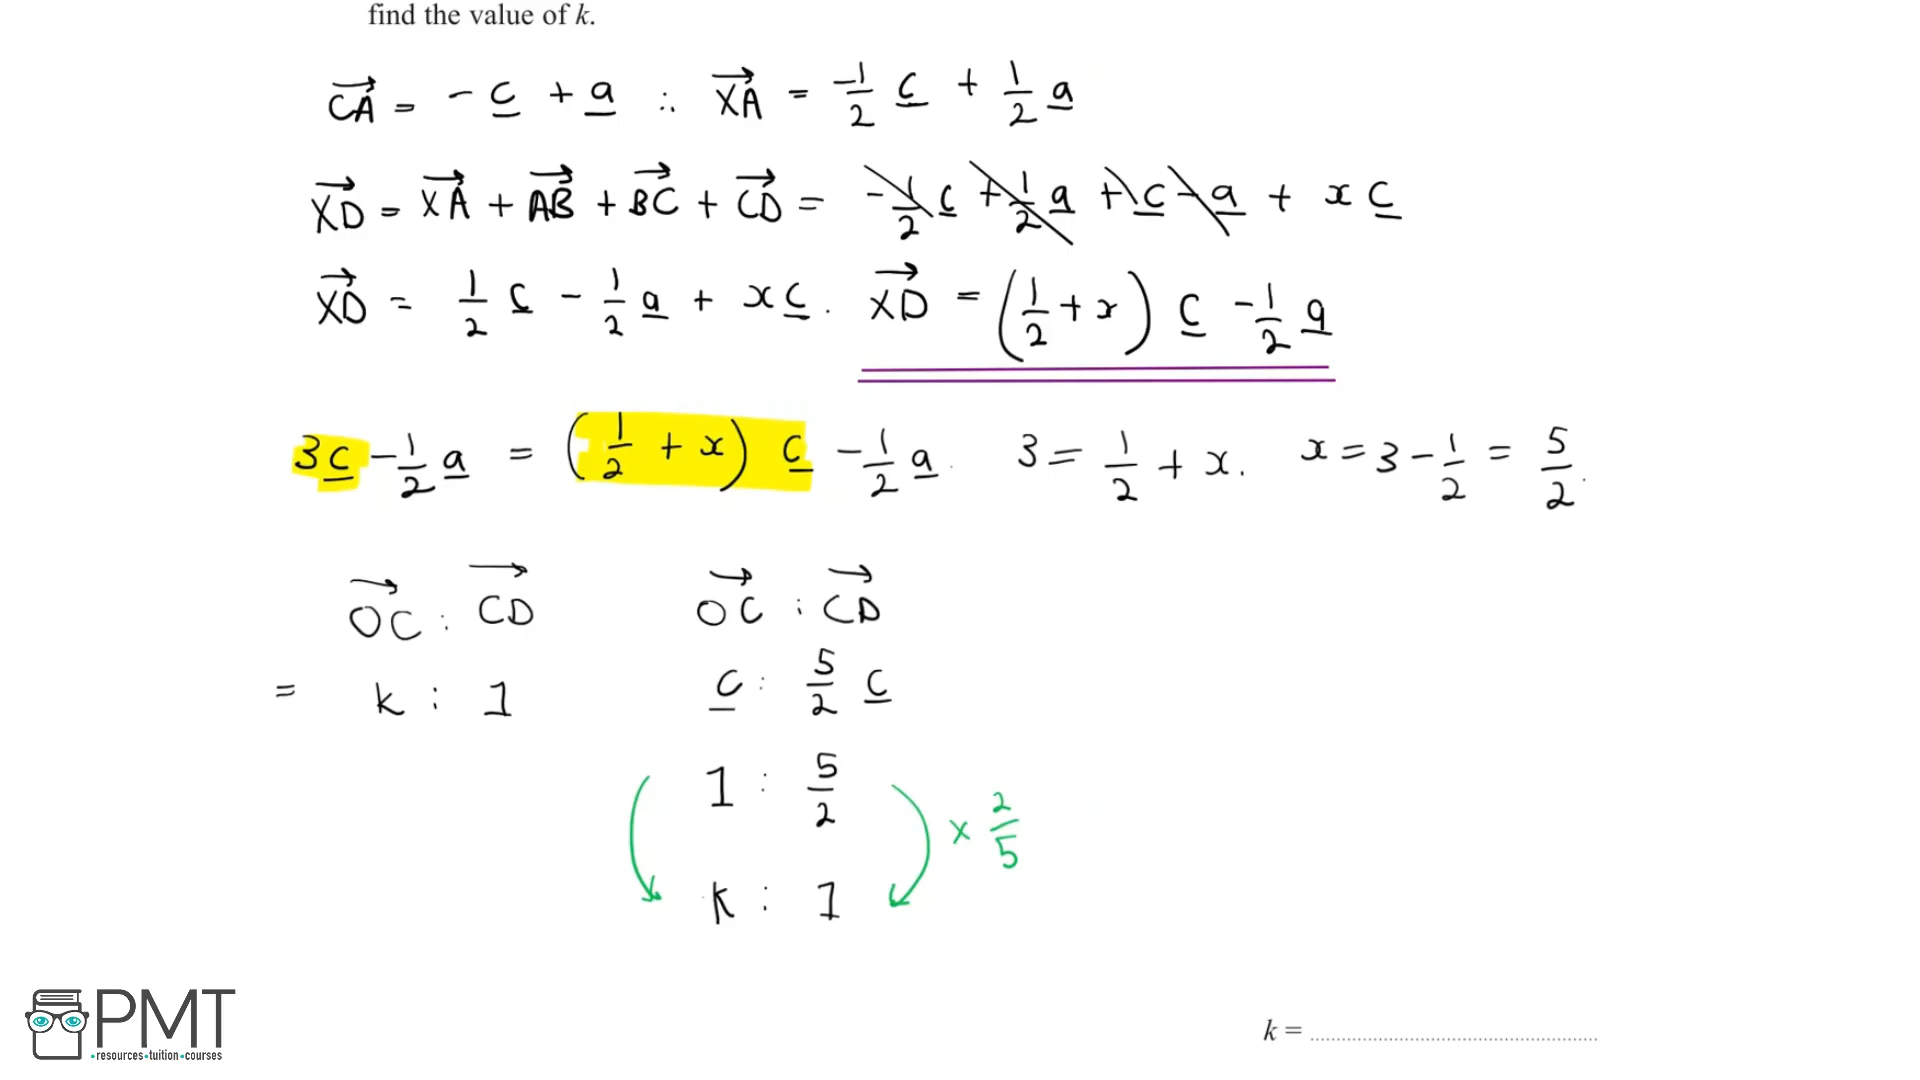 find the value of k.
CA→ = - c + a ∴ XA→ = -1/2 c + 1/2 a
XD→ = XA→ + AB→ + BC→ + CD→ = -1/2 c + 1/2 a + c - a + x c
XD→ = 1/2 c - 1/2 a + x c. XD→ = (1/2 + x) c - 1/2 a
3c - 1/2 a = (1/2 + x) c - 1/2 a. 3 = 1/2 + x. x = 3 - 1/2 = 5/2.
OC→ : CD→ OC→ : CD→
= k : 1 c : 5/2 c
1 : 5/2
× 2/5
k : 1
PMT
•resources•tuition•courses
k = ........................................................